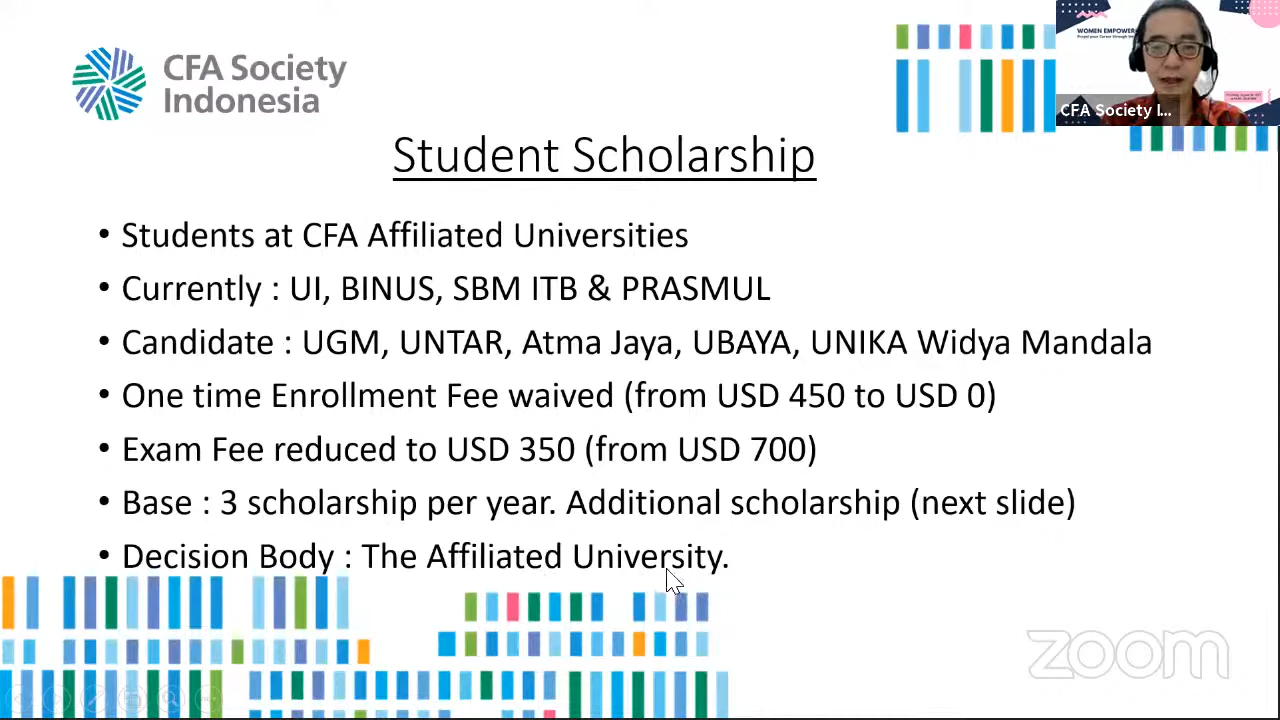 CFA Society
Indonesia
WOMEN EMPOWER
CFA Society I...
Student Scholarship
• Students at CFA Affiliated Universities
• Currently : UI, BINUS, SBM ITB & PRASMUL
• Candidate : UGM, UNTAR, Atma Jaya, UBAYA, UNIKA Widya Mandala
• One time Enrollment Fee waived (from USD 450 to USD 0)
• Exam Fee reduced to USD 350 (from USD 700)
• Base : 3 scholarship per year. Additional scholarship (next slide)
• Decision Body : The Affiliated University.
zoom